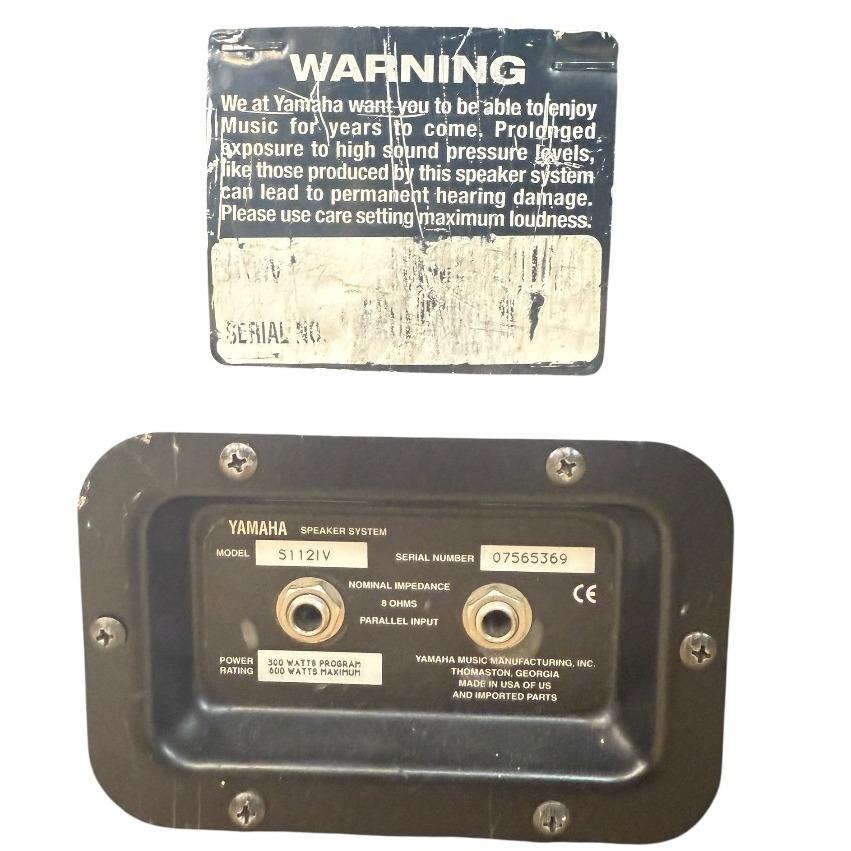 WARNING
We at Yamaha want you to be able to enjoy
Music for years to come. Prolonged
exposure to high sound pressure levels,
like those produced by this speaker system
can lead to permanent hearing damage.
Please use care setting maximum loudness.
SERIAL NO.
YAMAHA SPEAKER SYSTEM
MODEL S112IV SERIAL NUMBER 07565369
NOMINAL IMPEDANCE
8 OHMS
PARALLEL INPUT
CE
POWER RATING
300 WATTS PROGRAM
600 WATTS MAXIMUM
YAMAHA MUSIC MANUFACTURING, INC.
THOMASTON, GEORGIA
MADE IN USA OF US
AND IMPORTED PARTS